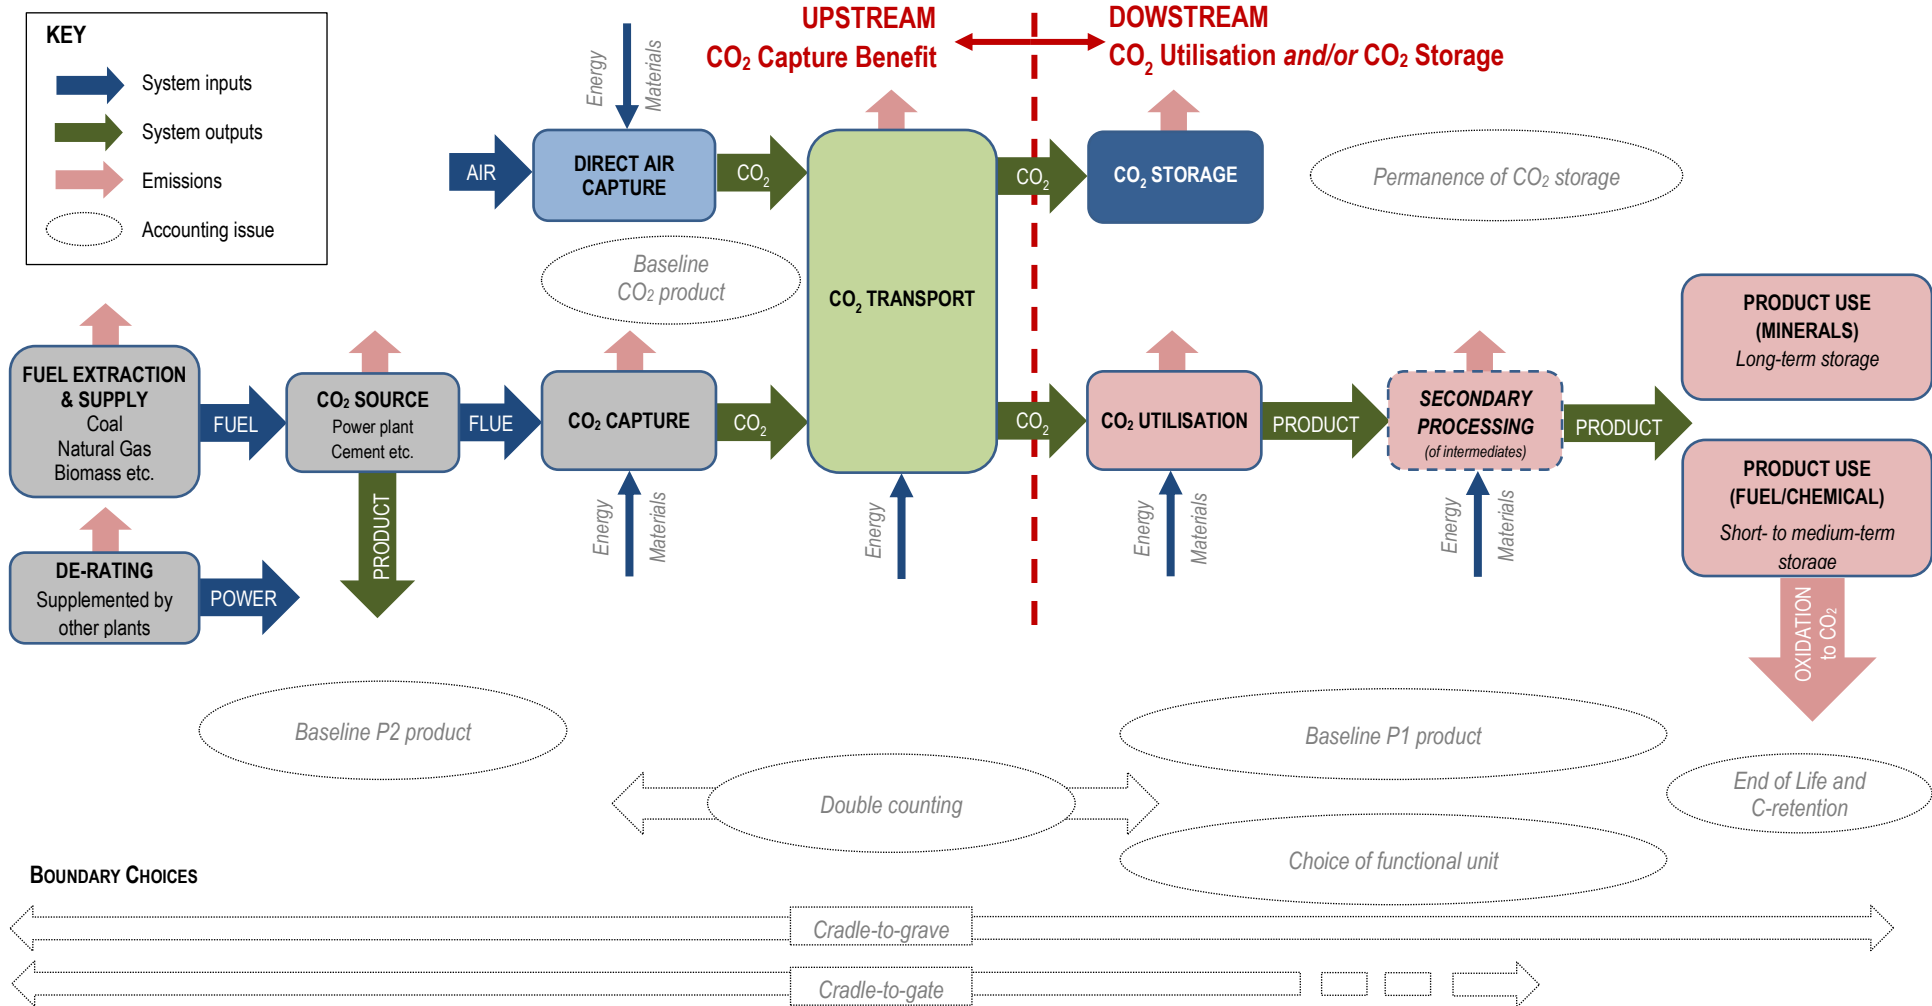 KEY
System inputs
System outputs
Emissions
Accounting issue
UPSTREAM
CO₂ Capture Benefit
DOWSTREAM
CO₂ Utilisation and/or CO₂ Storage
Energy
Materials
AIR
DIRECT AIR
CAPTURE
CO₂
CO₂
CO₂ STORAGE
Permanence of CO₂ storage
Baseline
CO₂ product
CO₂ TRANSPORT
FUEL EXTRACTION
& SUPPLY
Coal
Natural Gas
Biomass etc.
FUEL
CO₂ SOURCE
Power plant
Cement etc.
FLUE
CO₂ CAPTURE
CO₂
CO₂
CO₂ UTILISATION
PRODUCT
SECONDARY
PROCESSING
(of intermediates)
PRODUCT
PRODUCT USE
(MINERALS)
Long-term storage
PRODUCT USE
(FUEL/CHEMICAL)
Short- to medium-term
storage
DE-RATING
Supplemented by
other plants
POWER
PRODUCT
Energy
Materials
Energy
Energy
Materials
Energy
Materials
OXIDATION
to CO₂
Baseline P2 product
Baseline P1 product
Double counting
End of Life and
C-retention
Choice of functional unit
BOUNDARY CHOICES
Cradle-to-grave
Cradle-to-gate